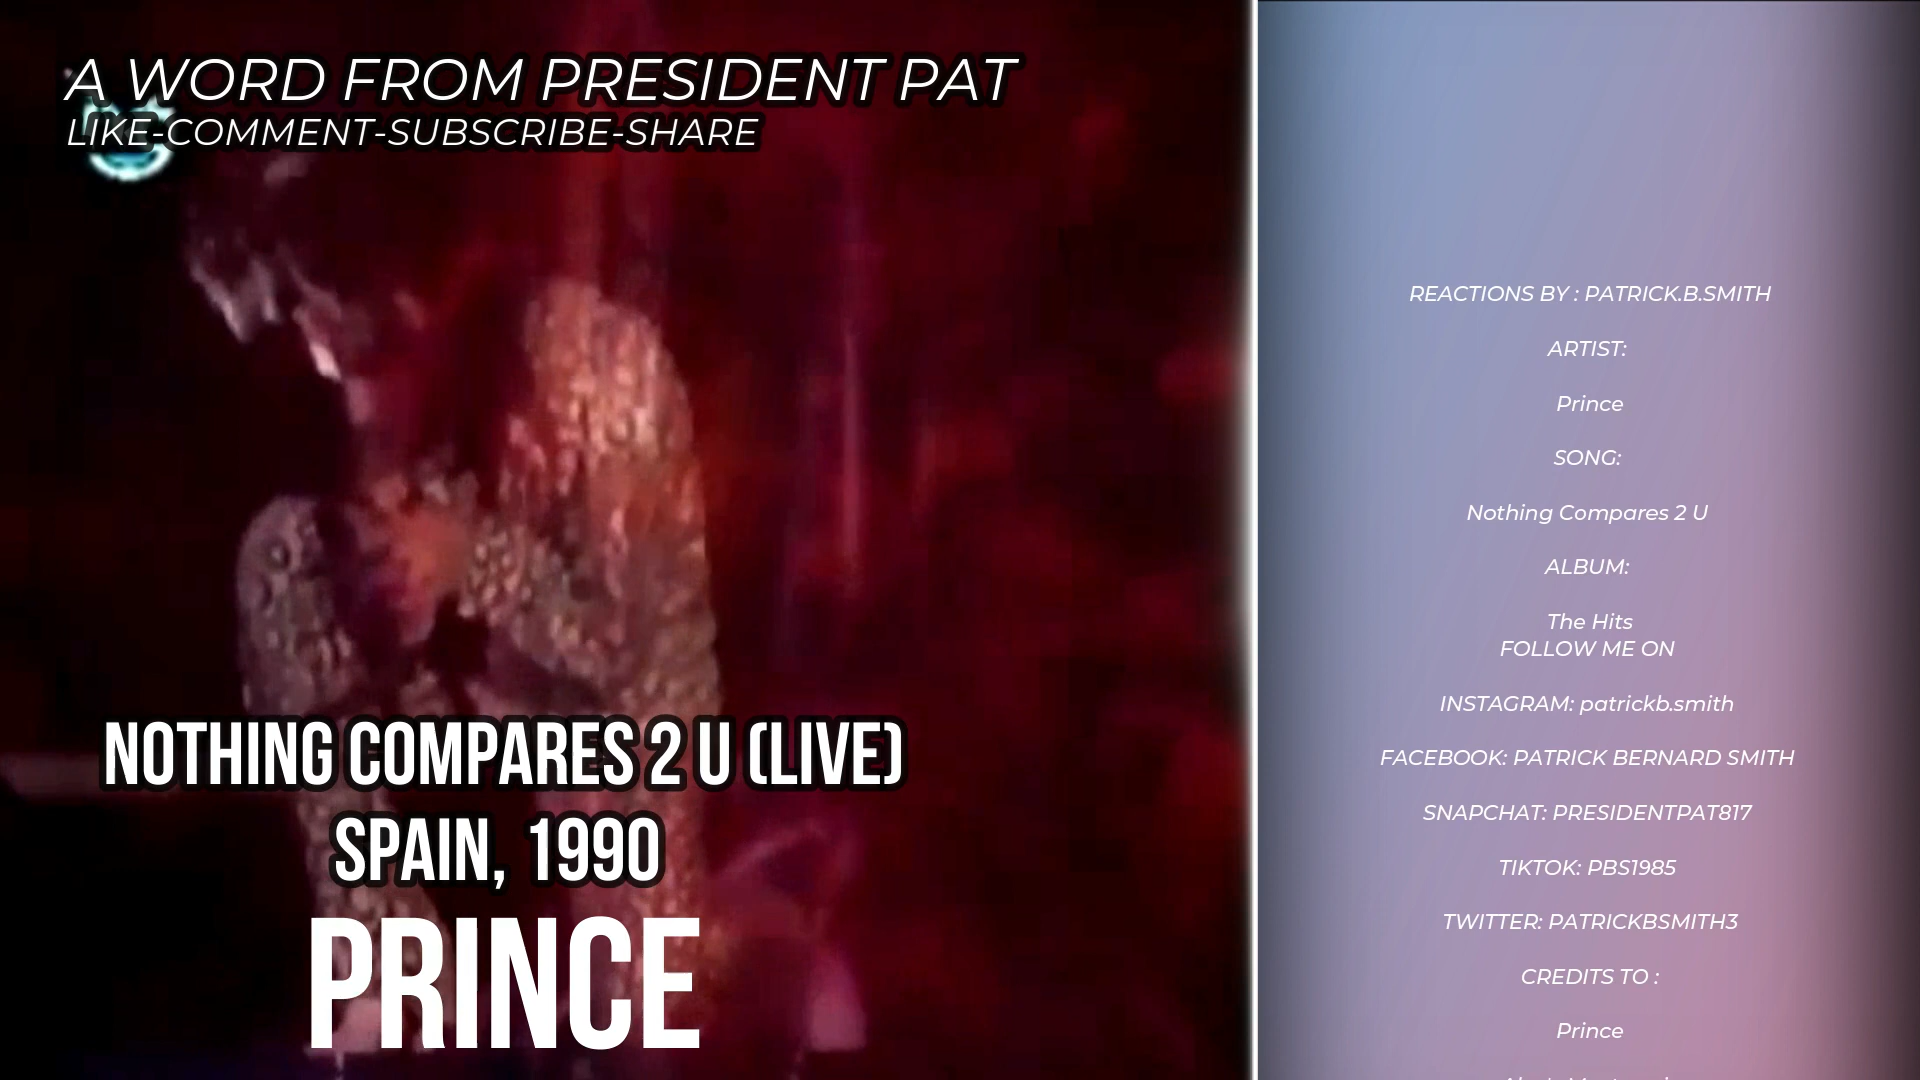 A WORD FROM PRESIDENT PAT
LIKE-COMMENT-SUBSCRIBE-SHARE
NOTHING COMPARES 2 U (LIVE)
SPAIN, 1990
PRINCE
REACTIONS BY : PATRICK.B.SMITH
ARTIST:
Prince
SONG:
Nothing Compares 2 U
ALBUM:
The Hits
FOLLOW ME ON
INSTAGRAM: patrickb.smith
FACEBOOK: PATRICK BERNARD SMITH
SNAPCHAT: PRESIDENTPAT817
TIKTOK: PBS1985
TWITTER: PATRICKBSMITH3
CREDITS TO :
Prince